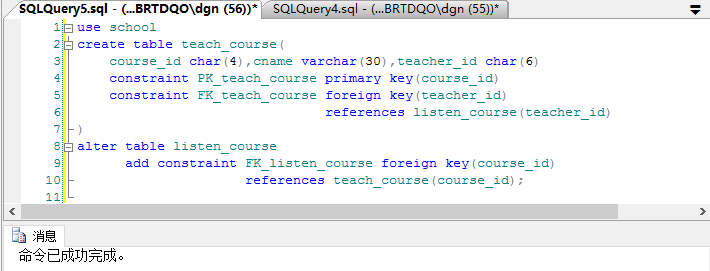 SQLQuery5.sql - (...BRTDQO\dgn (56))* SQLQuery4.sql - (...BRTDQO\dgn (55))*
1 use school
2 create table teach_course(
3 course_id char(4),cname varchar(30),teacher_id char(6)
4 constraint PK_teach_course primary key(course_id)
5 constraint FK_teach_course foreign key(teacher_id)
6 references listen_course(teacher_id)
7 )
8 alter table listen_course
9 add constraint FK_listen_course foreign key(course_id)
10 references teach_course(course_id);
11
消息
命令已成功完成。